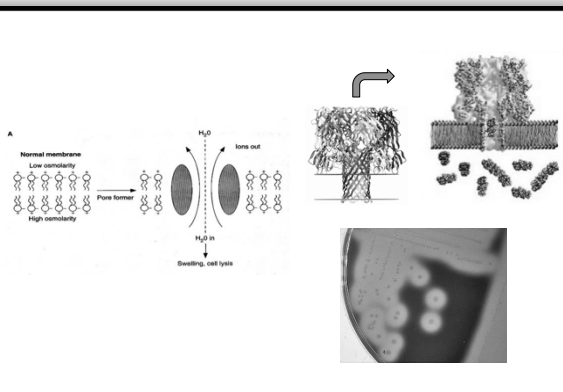 A
H₂O
Ions out
Normal membrane
Low osmolarity
Pore former
High osmolarity
H₂O in
Swelling, cell lysis